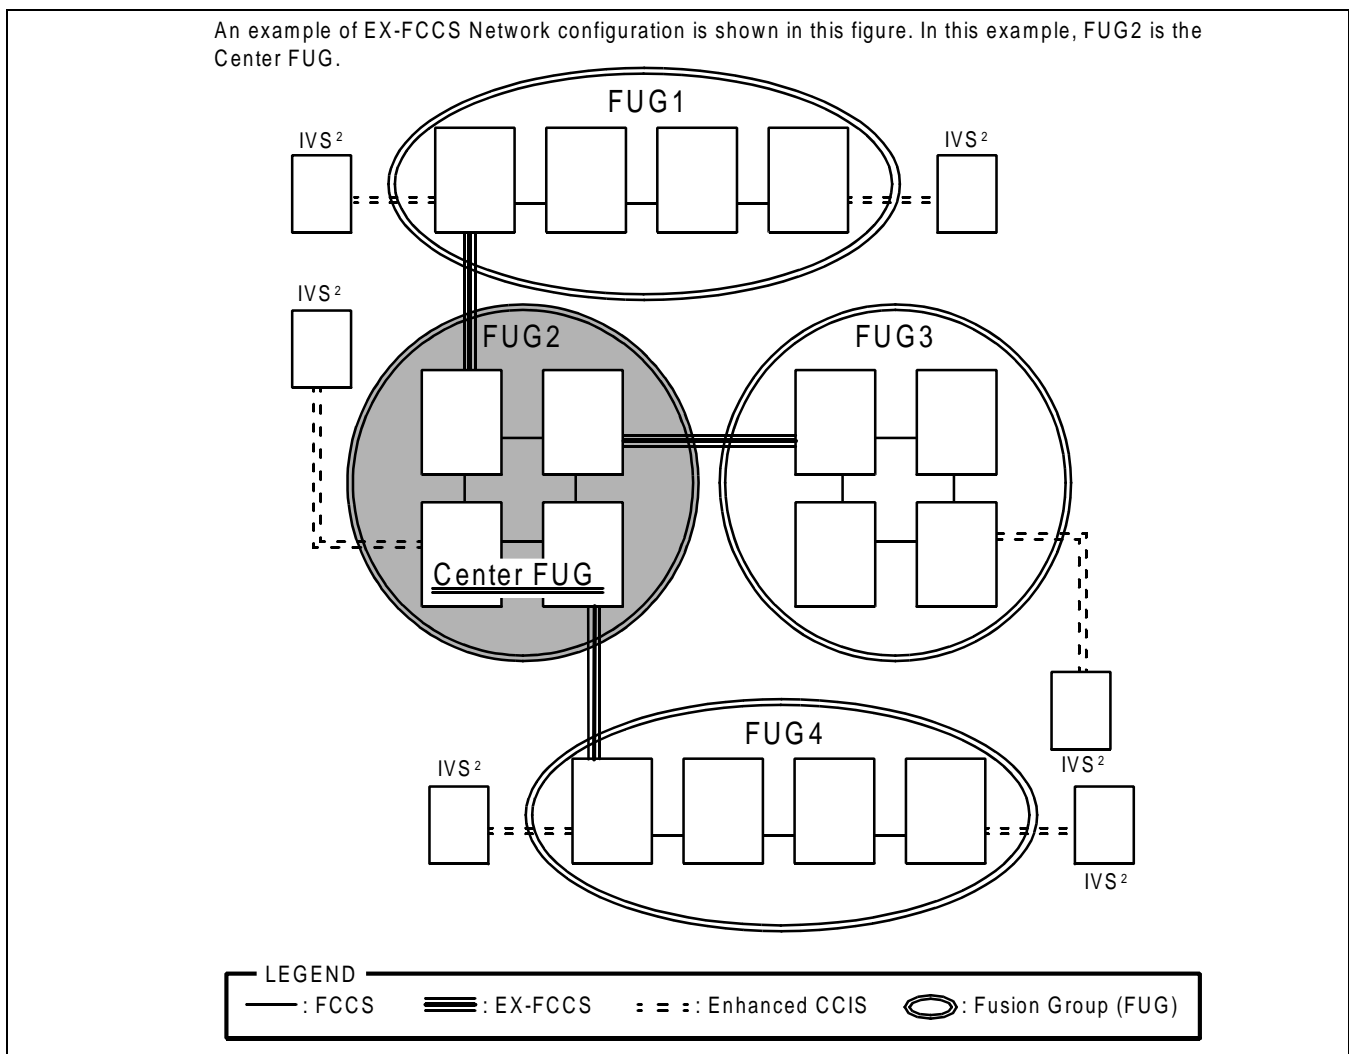 An example of EX-FCCS Network configuration is shown in this figure. In this example, FUG2 is the
Center FUG.
FUG1
IVS²
IVS²
IVS²
FUG2
FUG3
Center FUG
FUG4
IVS²
IVS²
IVS²
LEGEND
: FCCS
: EX-FCCS
: Enhanced CCIS
: Fusion Group (FUG)